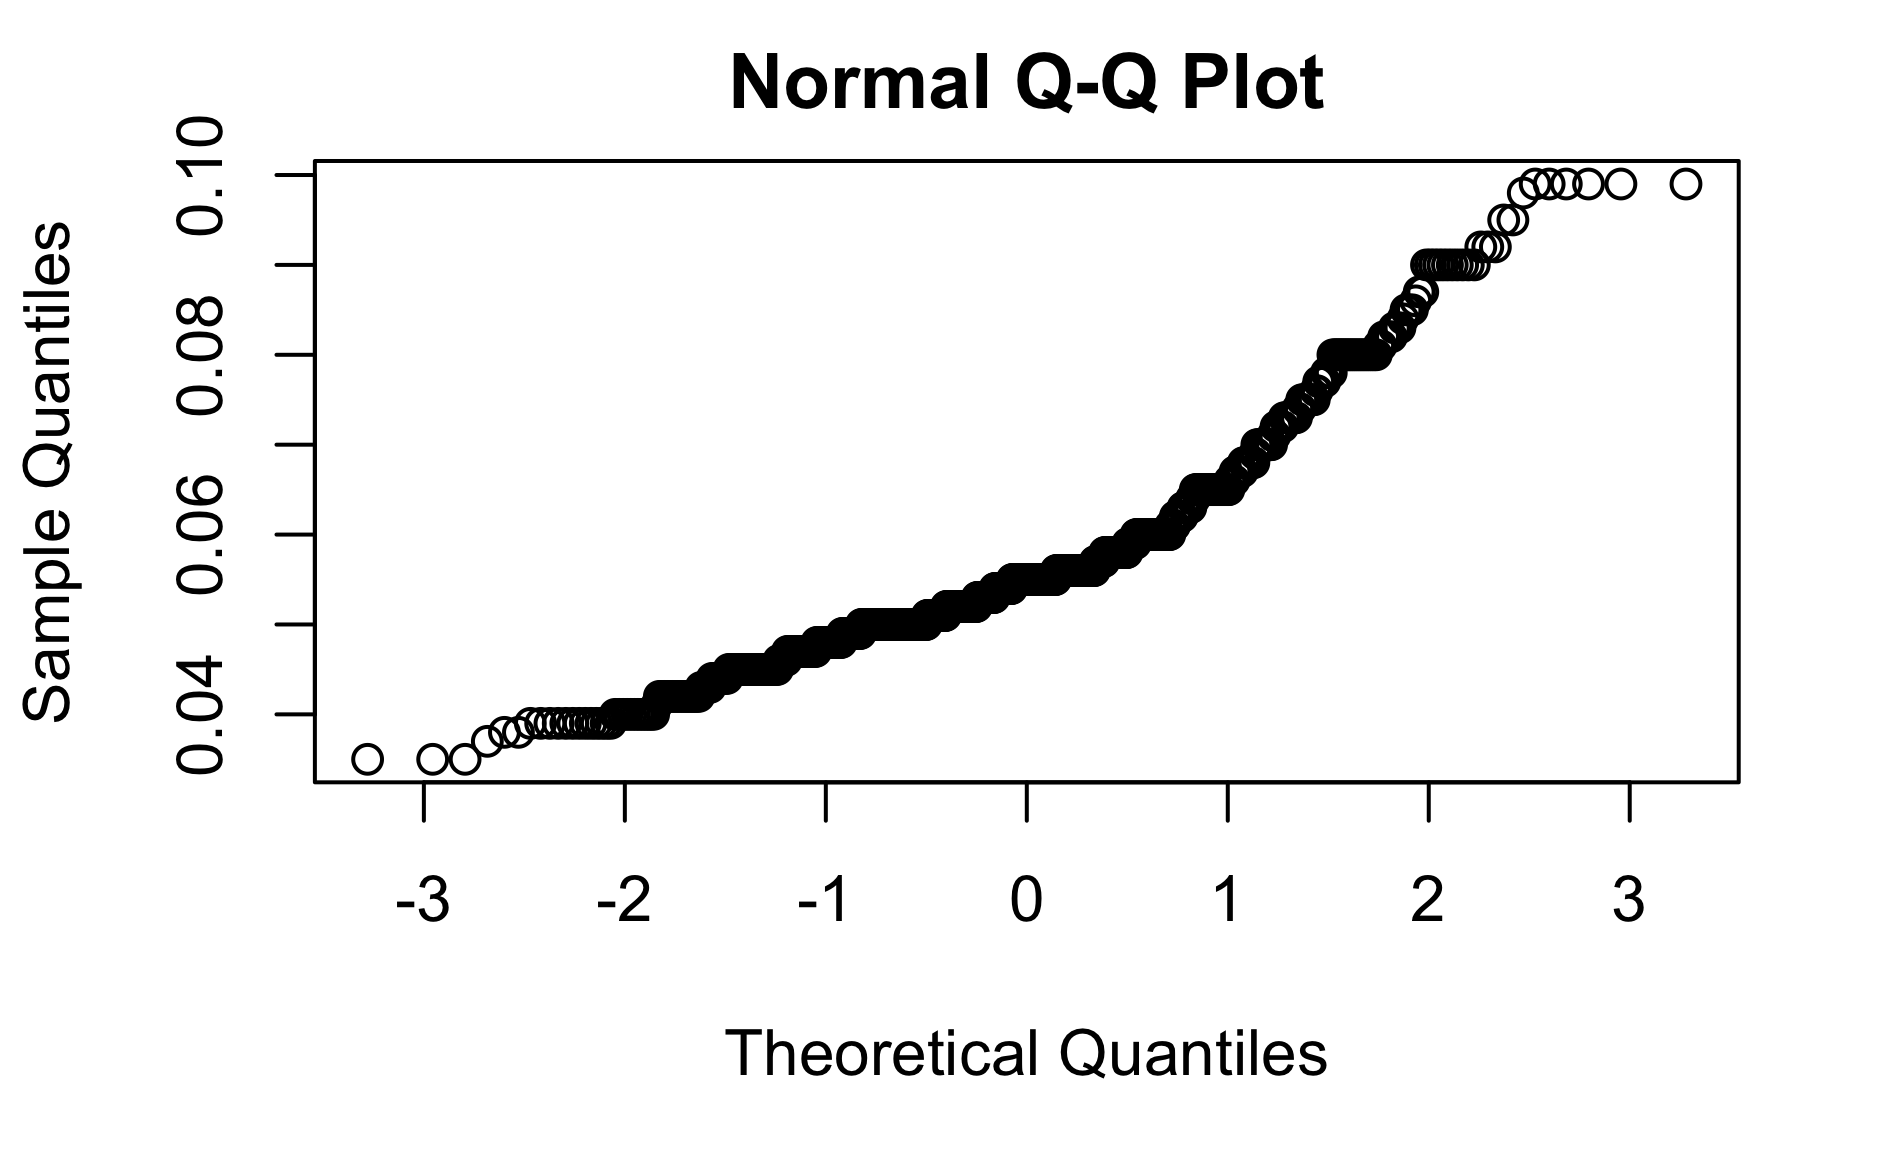 Normal Q-Q Plot
Sample Quantiles
0.10
0.08
0.06
0.04
-3 -2 -1 0 1 2 3
Theoretical Quantiles